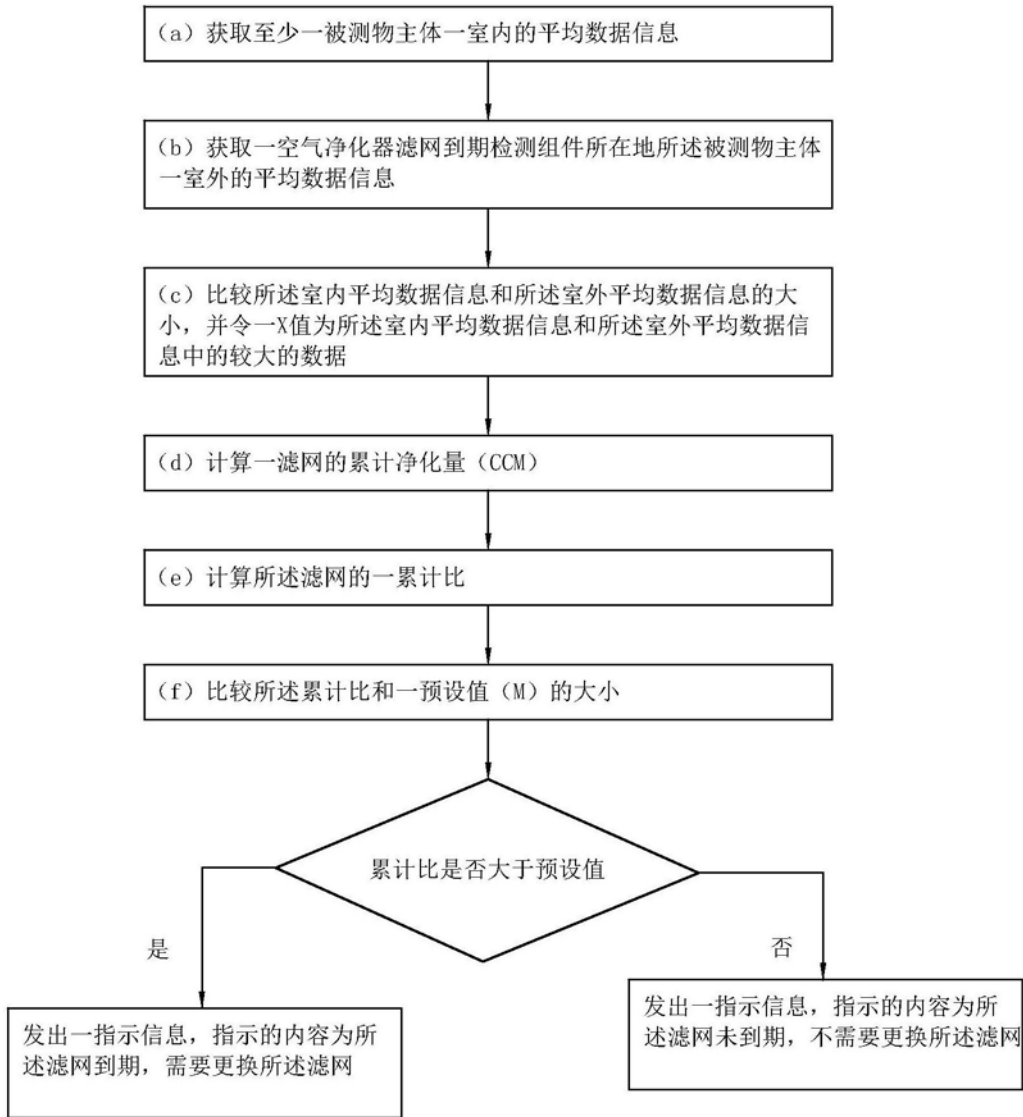 （a）获取至少一被测物主体一室内的平均数据信息
（b）获取一空气净化器滤网到期检测组件所在地所述被测物主体
一室外的平均数据信息
（c）比较所述室内平均数据信息和所述室外平均数据信息的大
小，并令一X值为所述室内平均数据信息和所述室外平均数据信
息中的较大的数据
（d）计算一滤网的累计净化量（CCM）
（e）计算所述滤网的一累计比
（f）比较所述累计比和一预设值（M）的大小
累计比是否大于预设值
是
否
发出一指示信息，指示的内容为所
述滤网到期，需要更换所述滤网
发出一指示信息，指示的内容为所
述滤网未到期，不需要更换所述滤网